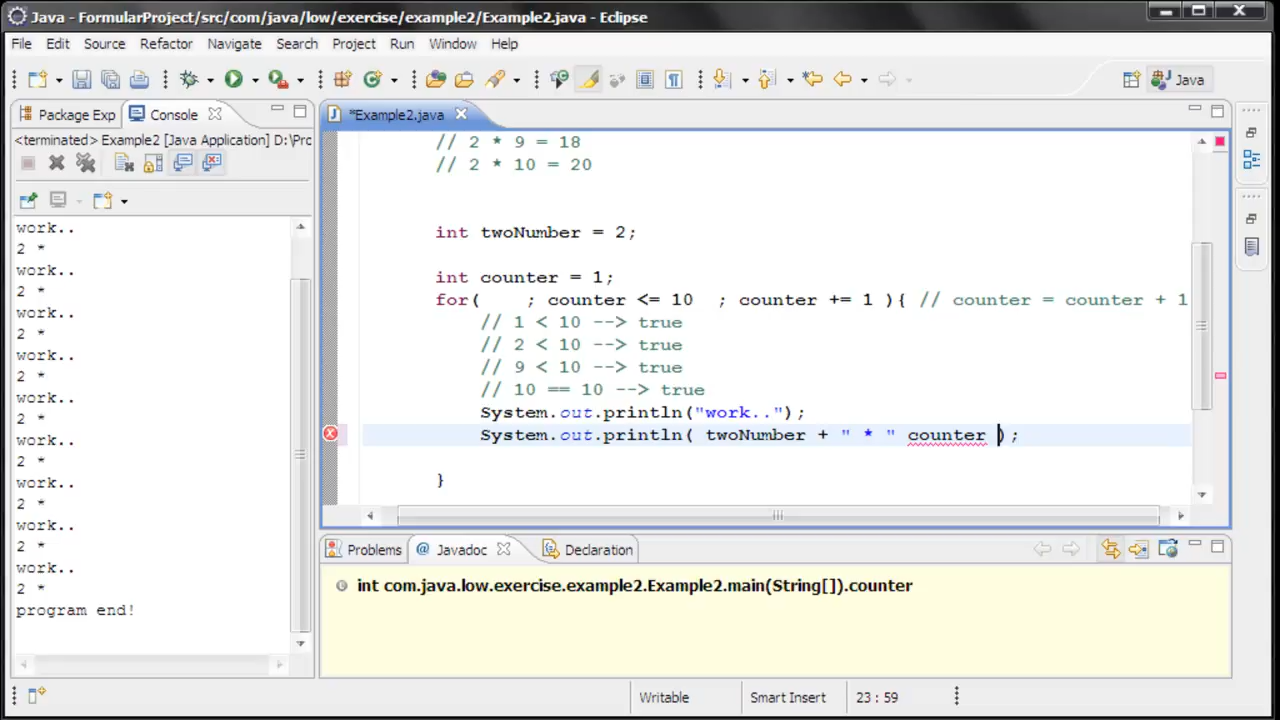 Java - FormularProject/src/com/java/low/exercise/example2/Example2.java - Eclipse
File Edit Source Refactor Navigate Search Project Run Window Help
Java
Package Exp Console
<terminated> Example2 [Java Application] D:\Prc
work..
2 *
work..
2 *
work..
2 *
work..
2 *
work..
2 *
work..
2 *
work..
2 *
work..
2 *
work..
2 *
program end!
*Example2.java
// 2 * 9 = 18
// 2 * 10 = 20
int twoNumber = 2;
int counter = 1;
for( ; counter <= 10 ; counter += 1 ){ // counter = counter + 1
// 1 < 10 --> true
// 2 < 10 --> true
// 9 < 10 --> true
// 10 == 10 --> true
System.out.println("work..");
System.out.println( twoNumber + " * " counter );
}
Problems @ Javadoc Declaration
int com.java.low.exercise.example2.Example2.main(String[]).counter
Writable Smart Insert 23 : 59